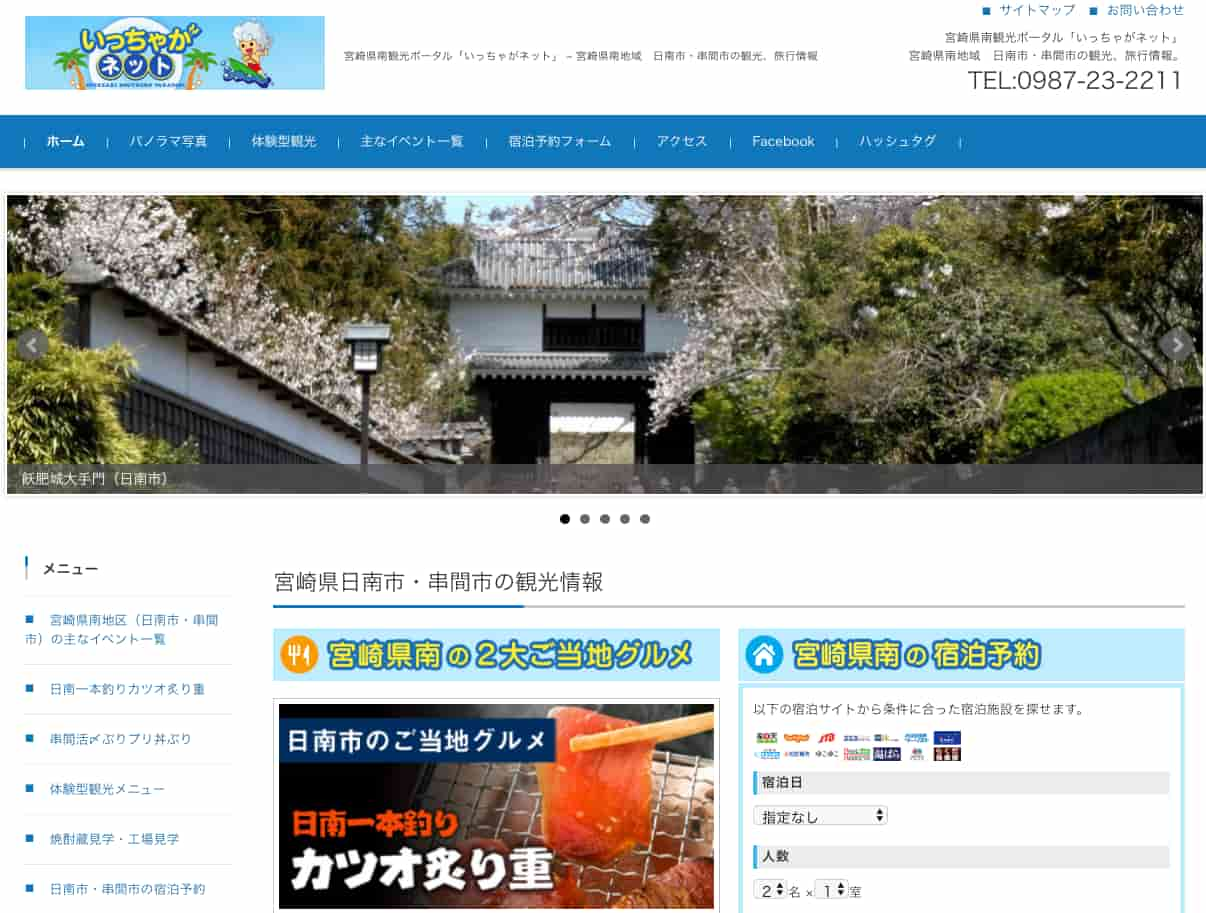 ■ サイトマップ ■ お問い合わせ
いっちゃがネット
宮崎県南観光ポータル「いっちゃがネット」 – 宮崎県南地域　日南市・串間市の観光、旅行情報
宮崎県南観光ポータル「いっちゃがネット」
宮崎県南地域　日南市・串間市の観光、旅行情報。
TEL:0987-23-2211
ホーム | パノラマ写真 | 体験型観光 | 主なイベント一覧 | 宿泊予約フォーム | アクセス | Facebook | ハッシュタグ
飫肥城大手門（日南市）
メニュー
宮崎県南地区（日南市・串間
市）の主なイベント一覧
日南一本釣りカツオ炙り重
串間活〆ぶりプリ丼ぶり
体験型観光メニュー
焼酎蔵見学・工場見学
日南市・串間市の宿泊予約
宮崎県日南市・串間市の観光情報
宮崎県南の2大ご当地グルメ
日南市のご当地グルメ
日南一本釣り
カツオ炙り重
宮崎県南の宿泊予約
以下の宿泊サイトから条件に合った宿泊施設を探せます。
宿泊日
指定なし
人数
2 名 × 1 室